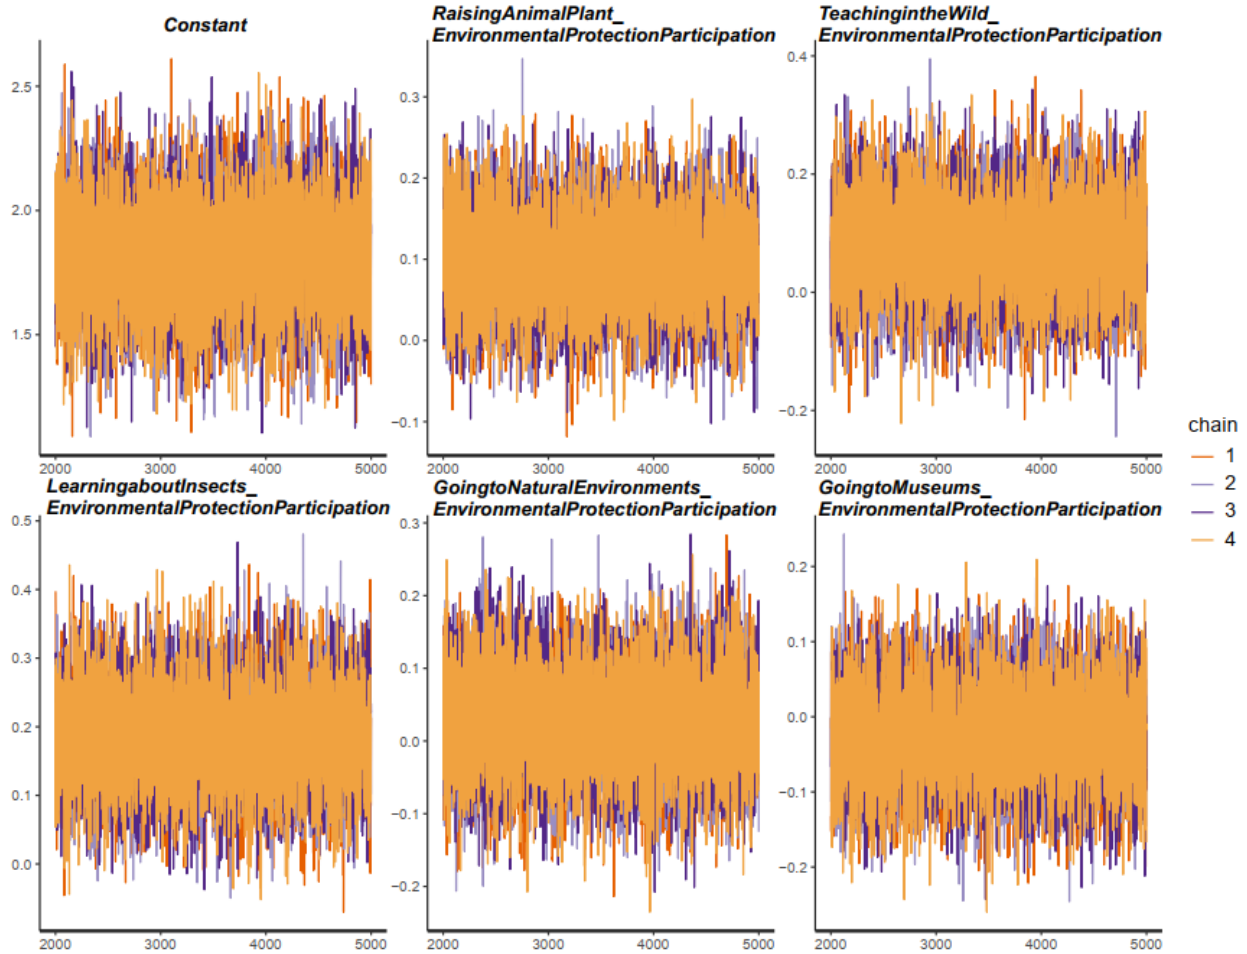 Constant
RaisingAnimalPlant_
EnvironmentalProtectionParticipation
TeachingintheWild_
EnvironmentalProtectionParticipation
2.5
2.0
1.5
2000 3000 4000 5000
0.3
0.2
0.1
0.0
−0.1
2000 3000 4000 5000
0.4
0.2
0.0
−0.2
2000 3000 4000 5000
chain
1
2
3
4
LearningaboutInsects_
EnvironmentalProtectionParticipation
GoingtoNaturalEnvironments_
EnvironmentalProtectionParticipation
GoingtoMuseums_
EnvironmentalProtectionParticipation
0.5
0.4
0.3
0.2
0.1
0.0
2000 3000 4000 5000
0.3
0.2
0.1
0.0
−0.1
−0.2
2000 3000 4000 5000
0.2
0.1
0.0
−0.1
−0.2
2000 3000 4000 5000